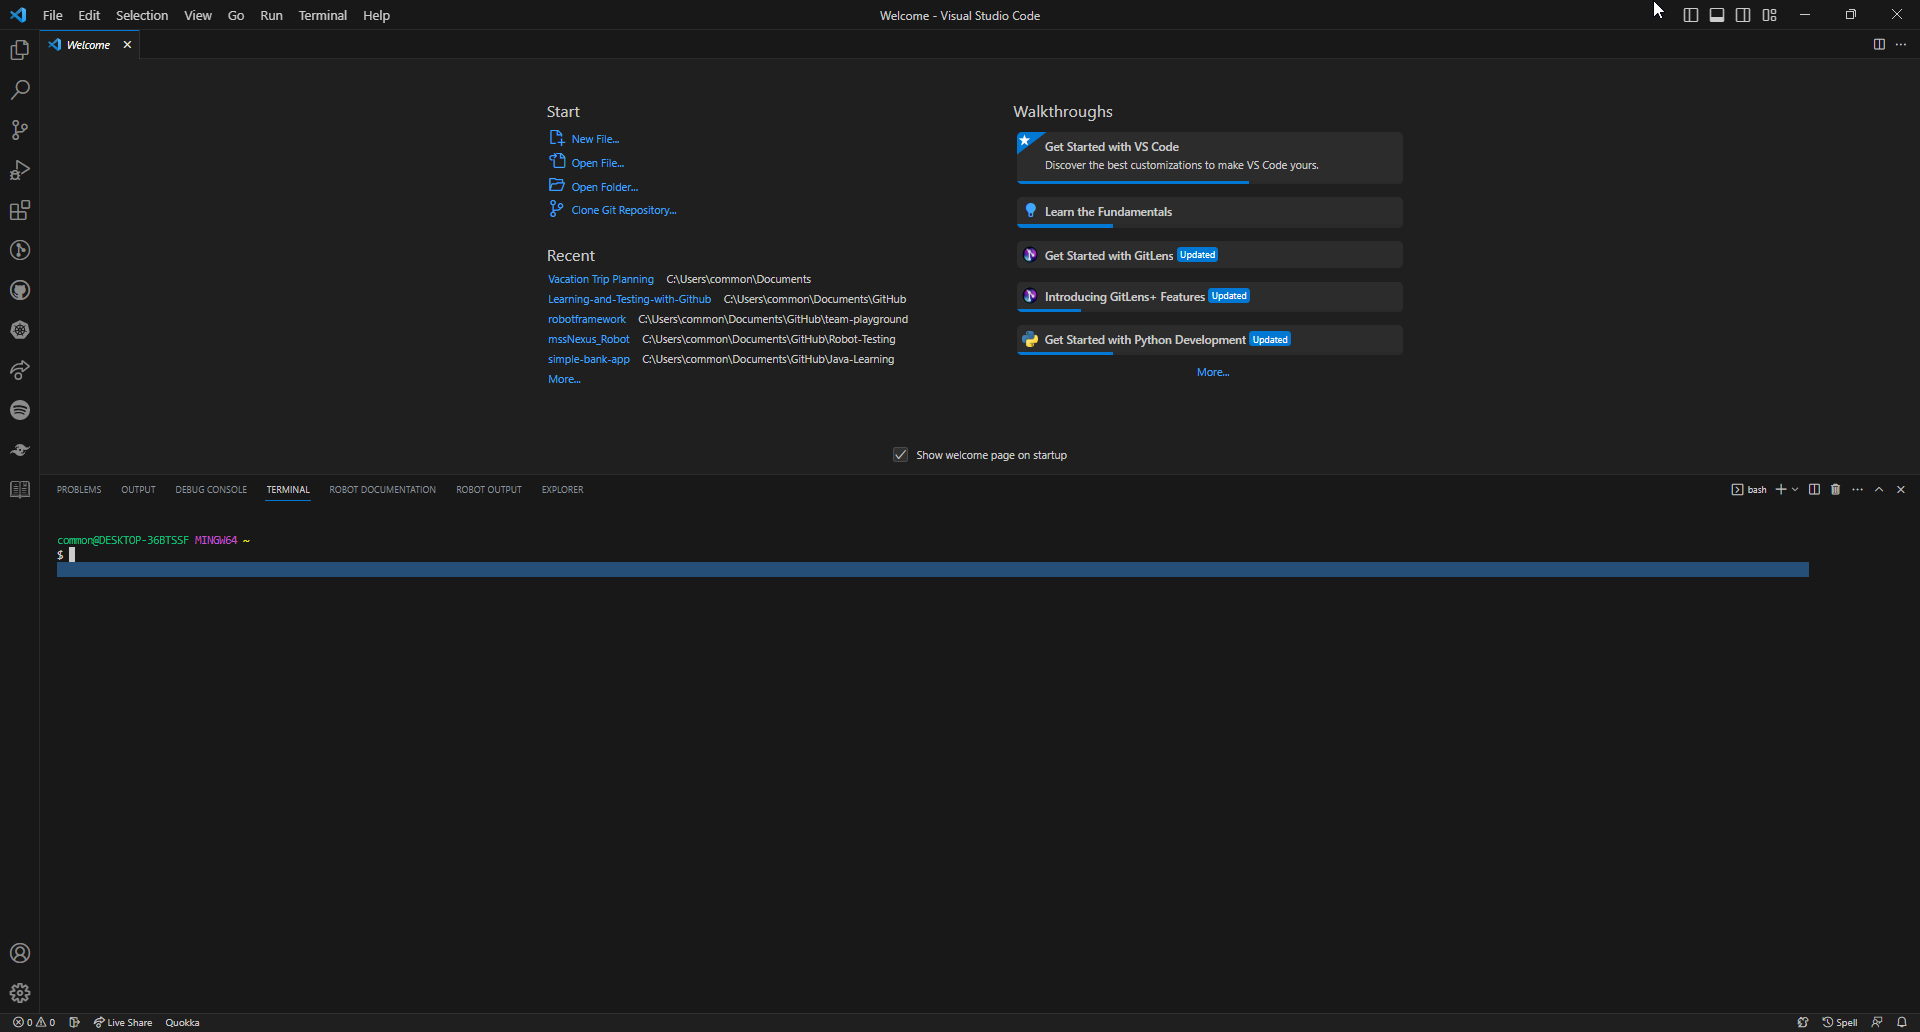 File Edit Selection View Go Run Terminal Help
Welcome - Visual Studio Code
Welcome
Start
New File...
Open File...
Open Folder...
Clone Git Repository...
Recent
Vacation Trip Planning C:\Users\common\Documents
Learning-and-Testing-with-Github C:\Users\common\Documents\GitHub
robotframework C:\Users\common\Documents\GitHub\team-playground
mssNexus_Robot C:\Users\common\Documents\GitHub\Robot-Testing
simple-bank-app C:\Users\common\Documents\GitHub\Java-Learning
More...
Walkthroughs
Get Started with VS Code
Discover the best customizations to make VS Code yours.
Learn the Fundamentals
Get Started with GitLens Updated
Introducing GitLens+ Features Updated
Get Started with Python Development Updated
More...
Show welcome page on startup
PROBLEMS OUTPUT DEBUG CONSOLE TERMINAL ROBOT DOCUMENTATION ROBOT OUTPUT EXPLORER
bash
common@DESKTOP-36BTSSF MINGW64 ~
$
0 0 Live Share Quokka
Spell